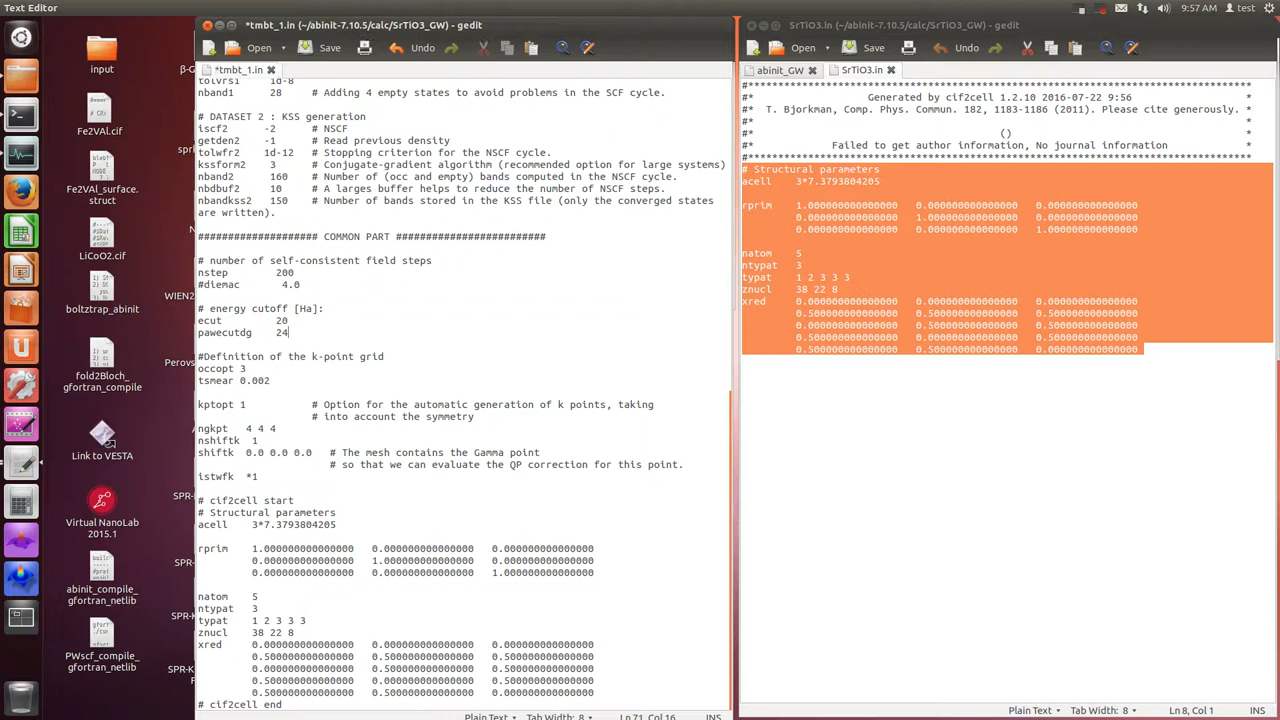 Text Editor
9:57 AM
test
input
β-G
Fe2VAl.cif
sprk
Fe2VAl_surface.
struct
N
LiCoO2.cif
WIEN2
boltztrap_abinit
Perovs
fold2Bloch_
gfortran_compile
Link to VESTA
SPR-
Virtual NanoLab
2015.1
SPR-K
abinit_compile_
gfortran_netlib
SPR-K
PWscf_compile_
gfortran_netlib
SPR-K
F
*tmbt_1.in (~/abinit-7.10.5/calc/SrTiO3_GW) - gedit
Open Save Undo
*tmbt_1.in
tolvrs1 1d-8
nband1 28 # Adding 4 empty states to avoid problems in the SCF cycle.
# DATASET 2 : KSS generation
iscf2 -2 # NSCF
getden2 -1 # Read previous density
tolwfr2 1d-12 # Stopping criterion for the NSCF cycle.
kssform2 3 # Conjugate-gradient algorithm (recommended option for large systems)
nband2 160 # Number of (occ and empty) bands computed in the NSCF cycle.
nbdbuf2 10 # A larges buffer helps to reduce the number of NSCF steps.
nbandkss2 150 # Number of bands stored in the KSS file (only the converged states
are written).
#################### COMMON PART #########################
# number of self-consistent field steps
nstep 200
#diemac 4.0
# energy cutoff [Ha]:
ecut 20
pawecutdg 24
#Definition of the k-point grid
occopt 3
tsmear 0.002
kptopt 1 # Option for the automatic generation of k points, taking
# into account the symmetry
ngkpt 4 4 4
nshiftk 1
shiftk 0.0 0.0 0.0 # The mesh contains the Gamma point
# so that we can evaluate the QP correction for this point.
istwfk *1
# cif2cell start
# Structural parameters
acell 3*7.3793804205
rprim 1.000000000000000 0.000000000000000 0.000000000000000
0.000000000000000 1.000000000000000 0.000000000000000
0.000000000000000 0.000000000000000 1.000000000000000
natom 5
ntypat 3
typat 1 2 3 3 3
znucl 38 22 8
xred 0.000000000000000 0.000000000000000 0.000000000000000
0.500000000000000 0.500000000000000 0.500000000000000
0.000000000000000 0.500000000000000 0.500000000000000
0.500000000000000 0.000000000000000 0.500000000000000
0.500000000000000 0.500000000000000 0.000000000000000
# cif2cell end
Plain Text Tab Width: 8 Ln 71, Col 16 INS
SrTiO3.in (~/abinit-7.10.5/calc/SrTiO3_GW) - gedit
Open Save Undo
abinit_GW SrTiO3.in
#************************************************************************************
#* Generated by cif2cell 1.2.10 2016-07-22 9:56 *
#* T. Bjorkman, Comp. Phys. Commun. 182, 1183-1186 (2011). Please cite generously. *
#* *
#* () *
#* Failed to get author information, No journal information *
#************************************************************************************
# Structural parameters
acell 3*7.3793804205
rprim 1.000000000000000 0.000000000000000 0.000000000000000
0.000000000000000 1.000000000000000 0.000000000000000
0.000000000000000 0.000000000000000 1.000000000000000
natom 5
ntypat 3
typat 1 2 3 3 3
znucl 38 22 8
xred 0.000000000000000 0.000000000000000 0.000000000000000
0.500000000000000 0.500000000000000 0.500000000000000
0.000000000000000 0.500000000000000 0.500000000000000
0.500000000000000 0.000000000000000 0.500000000000000
0.500000000000000 0.500000000000000 0.000000000000000
Plain Text Tab Width: 8 Ln 8, Col 1 INS